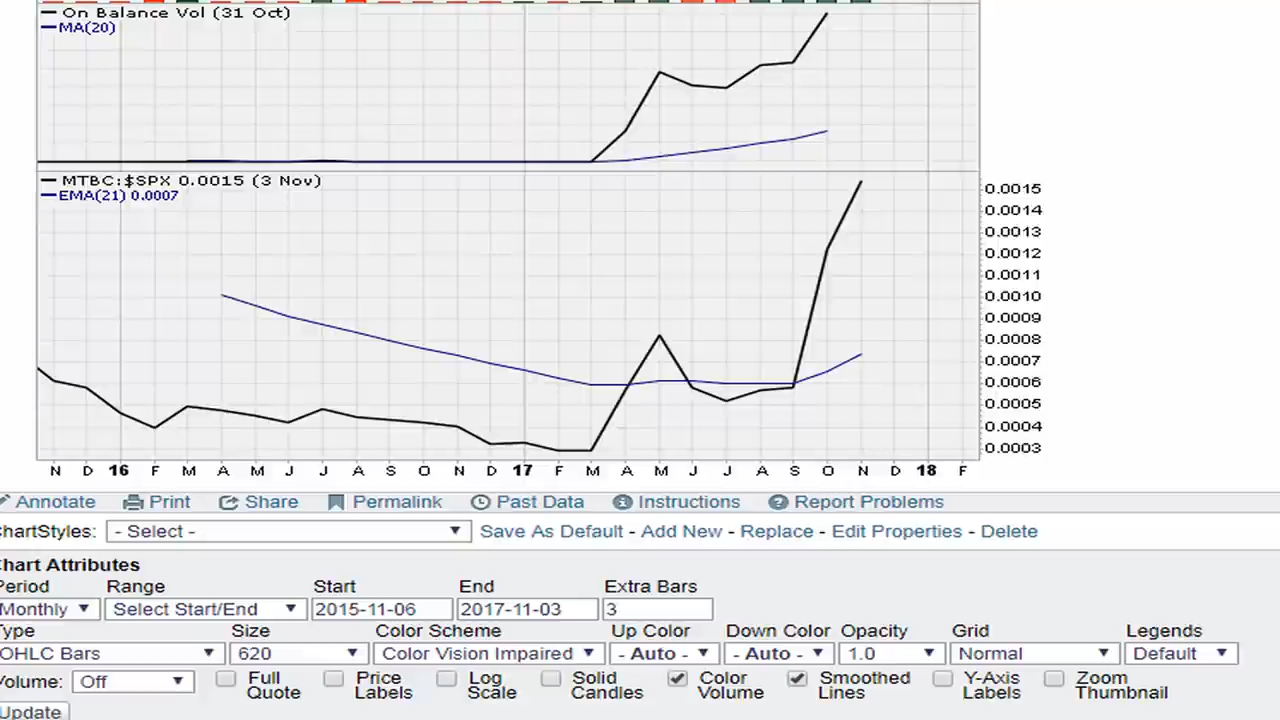 On Balance Vol (31 Oct)
MA(20)
MTBC:$SPX 0.0015 (3 Nov)
EMA(21) 0.0007
0.0015
0.0014
0.0013
0.0012
0.0011
0.0010
0.0009
0.0008
0.0007
0.0006
0.0005
0.0004
0.0003
N D 16 F M A M J J A S O N D 17 F M A M J J A S O N D 18 F
Annotate Print Share Permalink Past Data Instructions Report Problems
hartStyles: - Select - Save As Default - Add New - Replace - Edit Properties - Delete
hart Attributes
Period Range Start End Extra Bars
Monthly Select Start/End 2015-11-06 2017-11-03 3
Type Size Color Scheme Up Color Down Color Opacity Grid Legends
OHLC Bars 620 Color Vision Impaired - Auto - - Auto - 1.0 Normal Default
Volume: Off Full Quote Price Labels Log Scale Solid Candles Color Volume Smoothed Lines Y-Axis Labels Zoom Thumbnail
Update